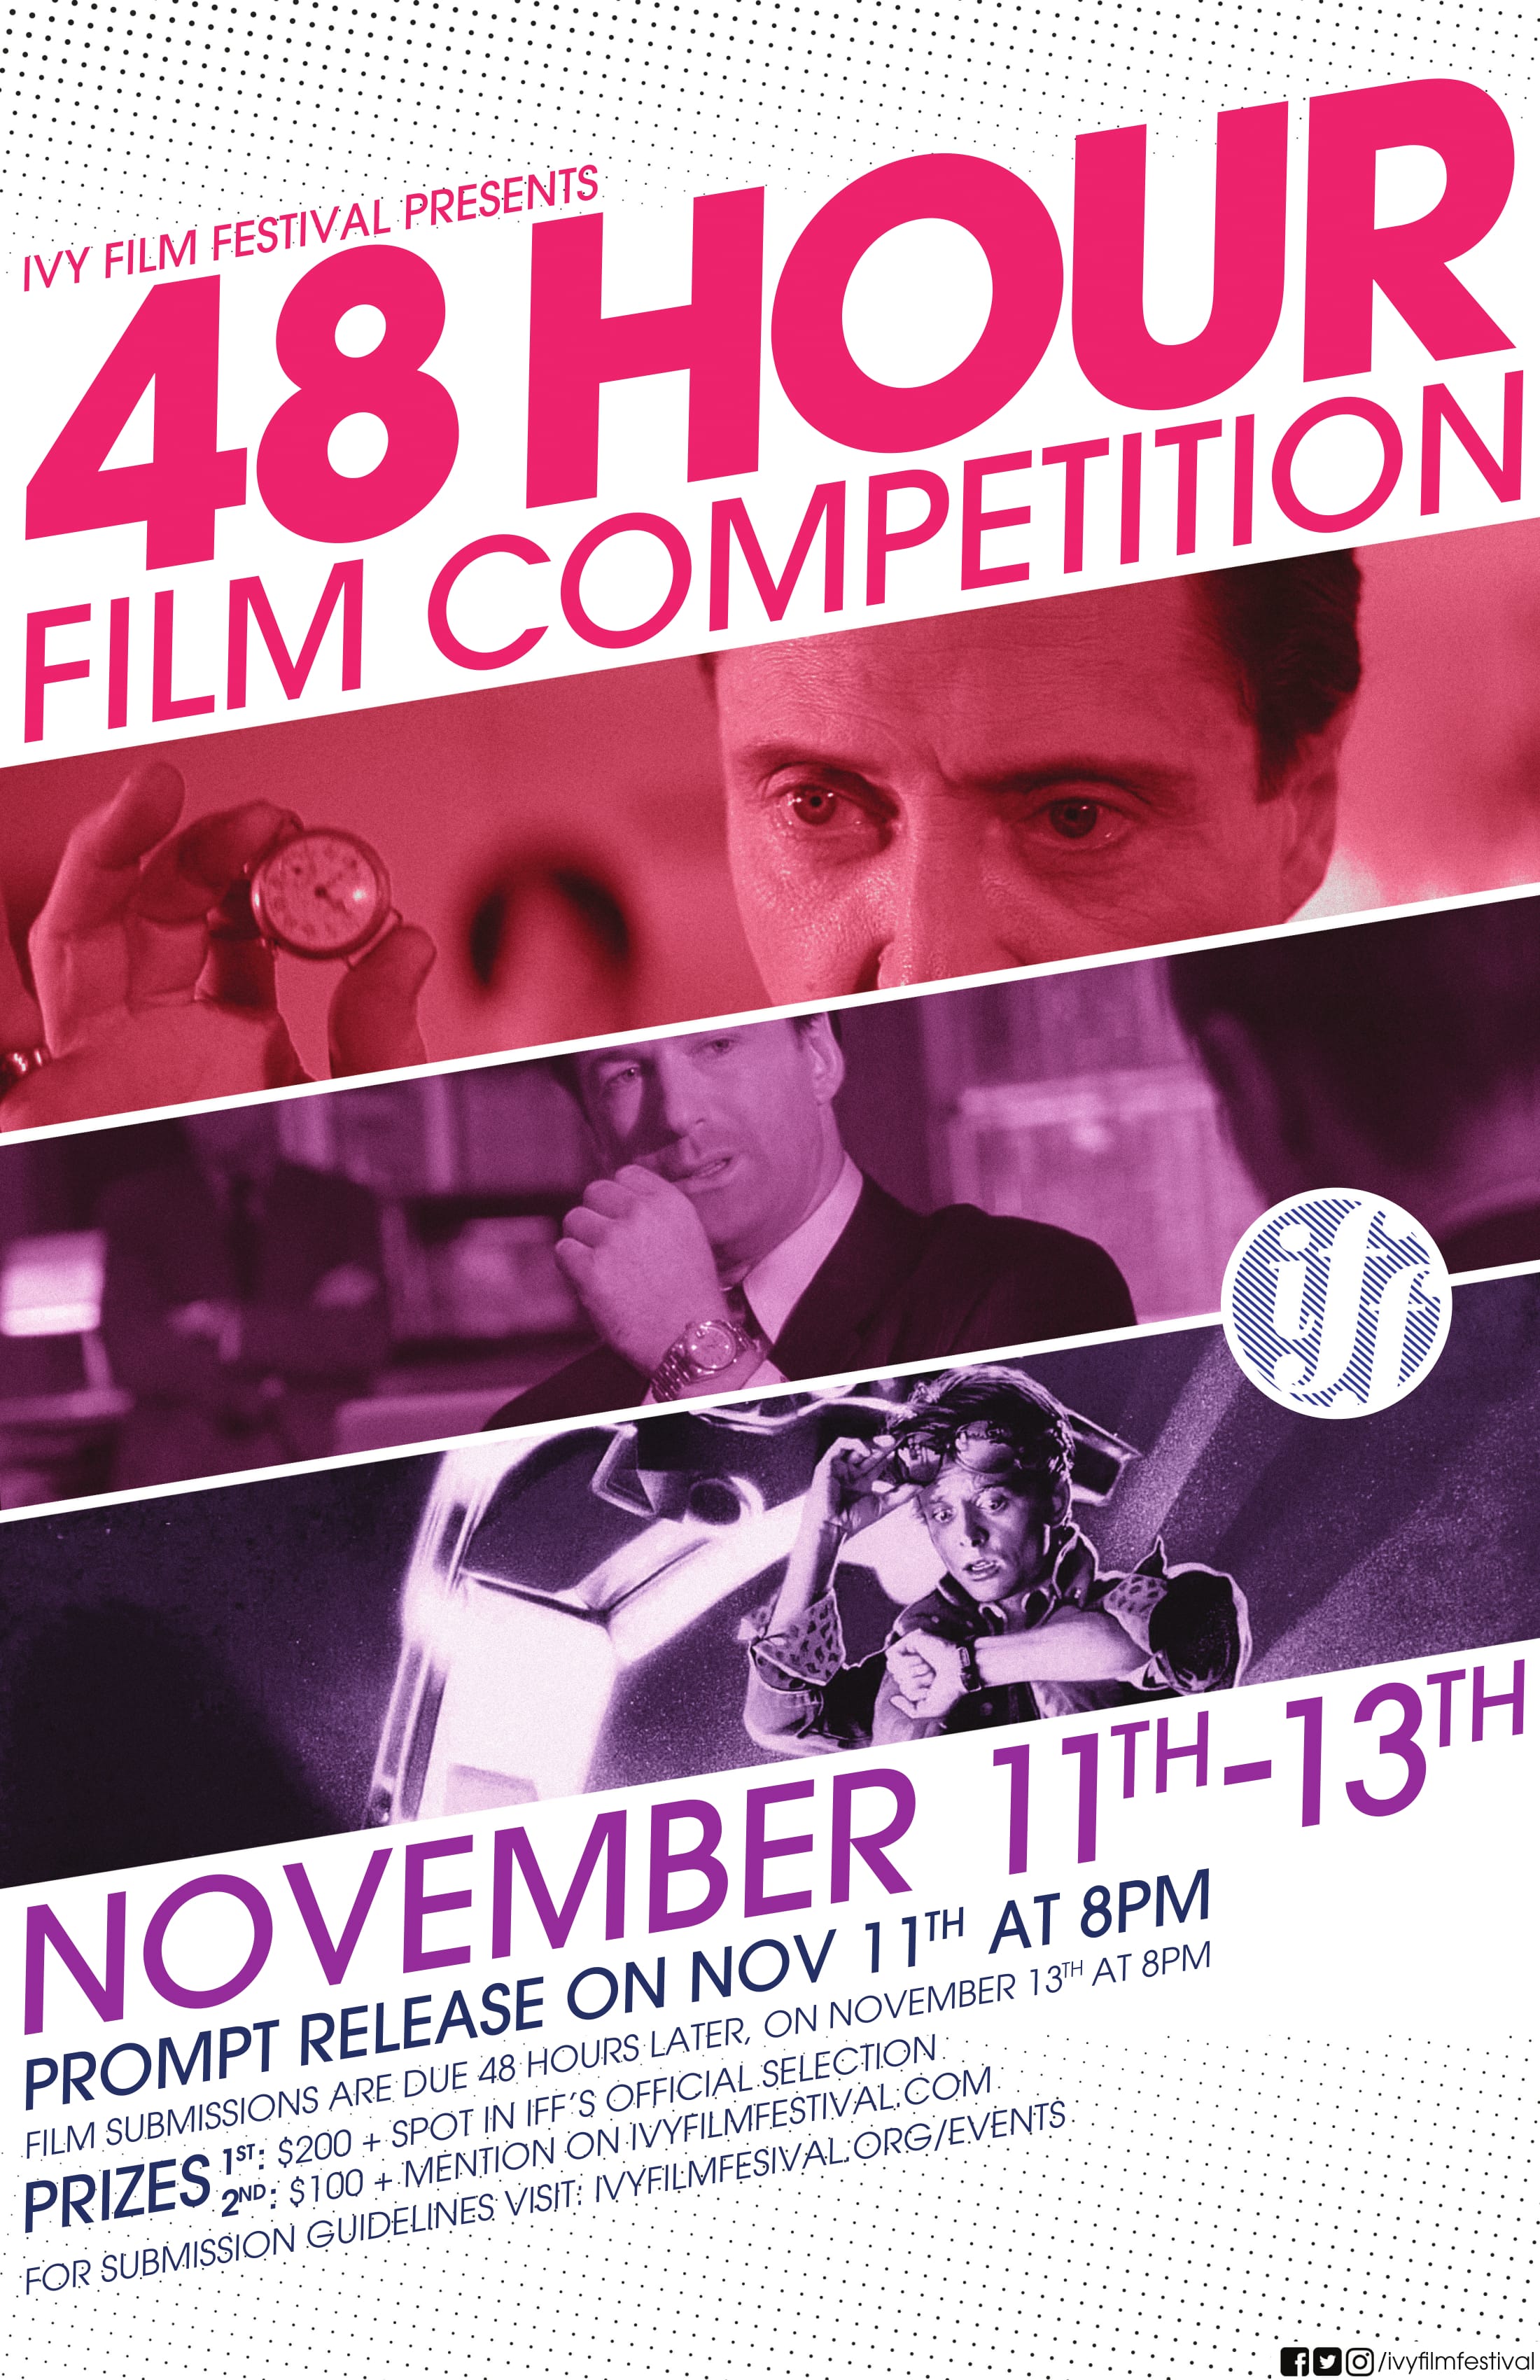 IVY FILM FESTIVAL PRESENTS
48 HOUR
FILM COMPETITION
iff
NOVEMBER 11TH-13TH
PROMPT RELEASE ON NOV 11TH AT 8PM
FILM SUBMISSIONS ARE DUE 48 HOURS LATER, ON NOVEMBER 13TH AT 8PM
PRIZES 1ST: $200 + SPOT IN IFF'S OFFICIAL SELECTION
2ND: $100 + MENTION ON IVYFILMFESTIVAL.COM
FOR SUBMISSION GUIDELINES VISIT: IVYFILMFESIVAL.ORG/EVENTS
/ivyfilmfestival